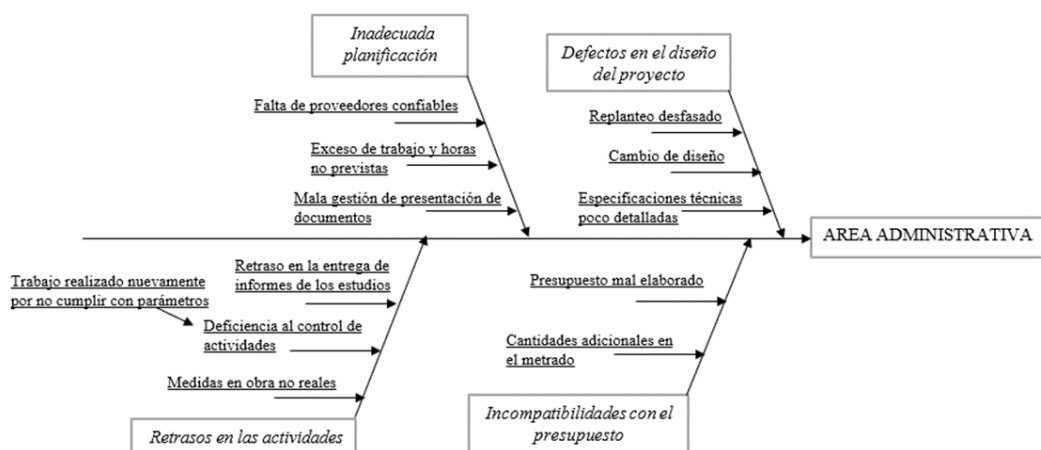 Inadecuada
planificación
Falta de proveedores confiables
Exceso de trabajo y horas
no previstas
Mala gestión de presentación de
documentos
Defectos en el diseño
del proyecto
Replanteo desfasado
Cambio de diseño
Especificaciones técnicas
poco detalladas
AREA ADMINISTRATIVA
Retraso en la entrega de
informes de los estudios
Trabajo realizado nuevamente
por no cumplir con parámetros
Deficiencia al control de
actividades
Medidas en obra no reales
Retrasos en las actividades
Presupuesto mal elaborado
Cantidades adicionales en
el metrado
Incompatibilidades con el
presupuesto